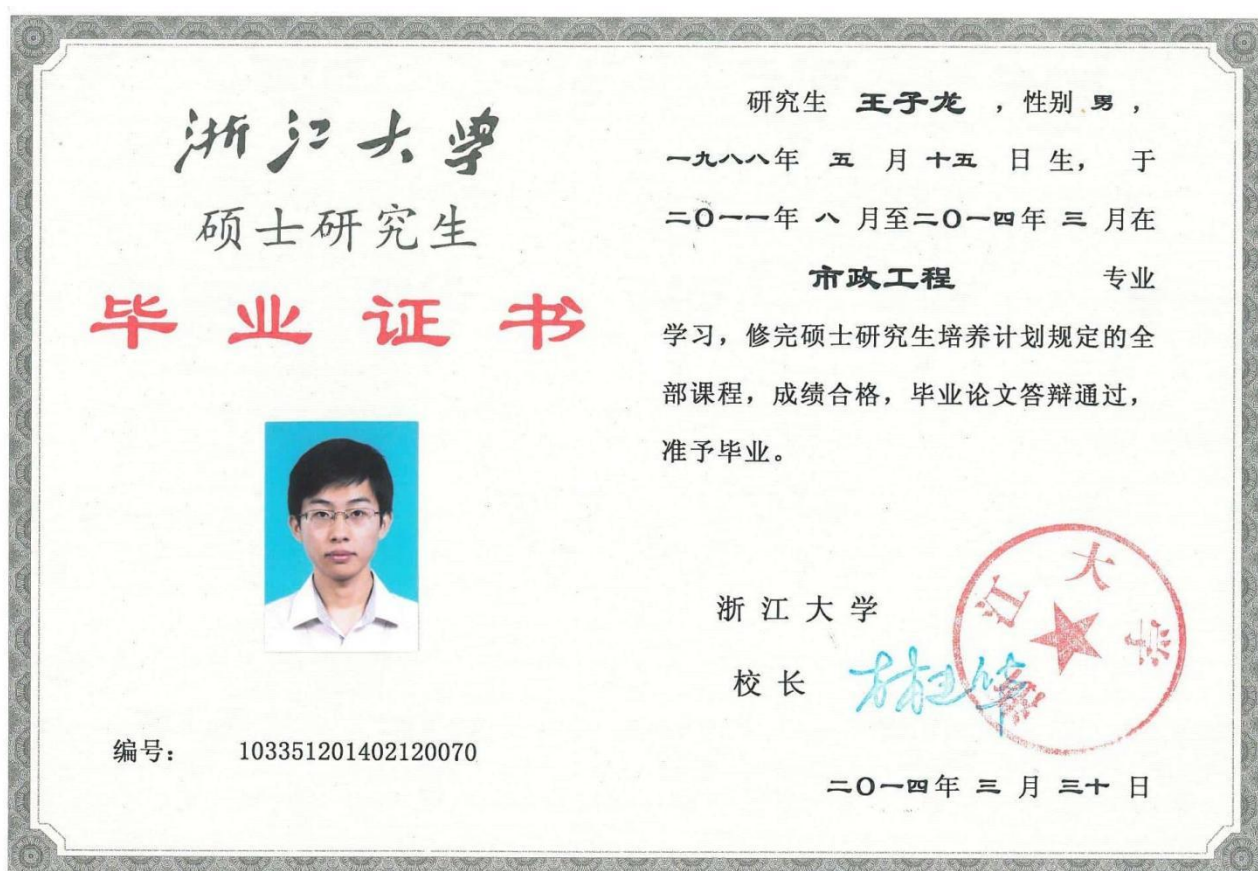 浙江大学
硕士研究生
毕业证书
编号： 103351201402120070
研究生 王子龙 ，性别 男 ，
一九八八年 五 月 十五 日 生， 于
二〇一一年 八 月至二〇一四年 三 月在
市政工程 专业
学习，修完硕士研究生培养计划规定的全
部课程，成绩合格，毕业论文答辩通过，
准予毕业。
浙 江 大 学
校 长
浙江大学
二〇一四年 三 月 三十 日